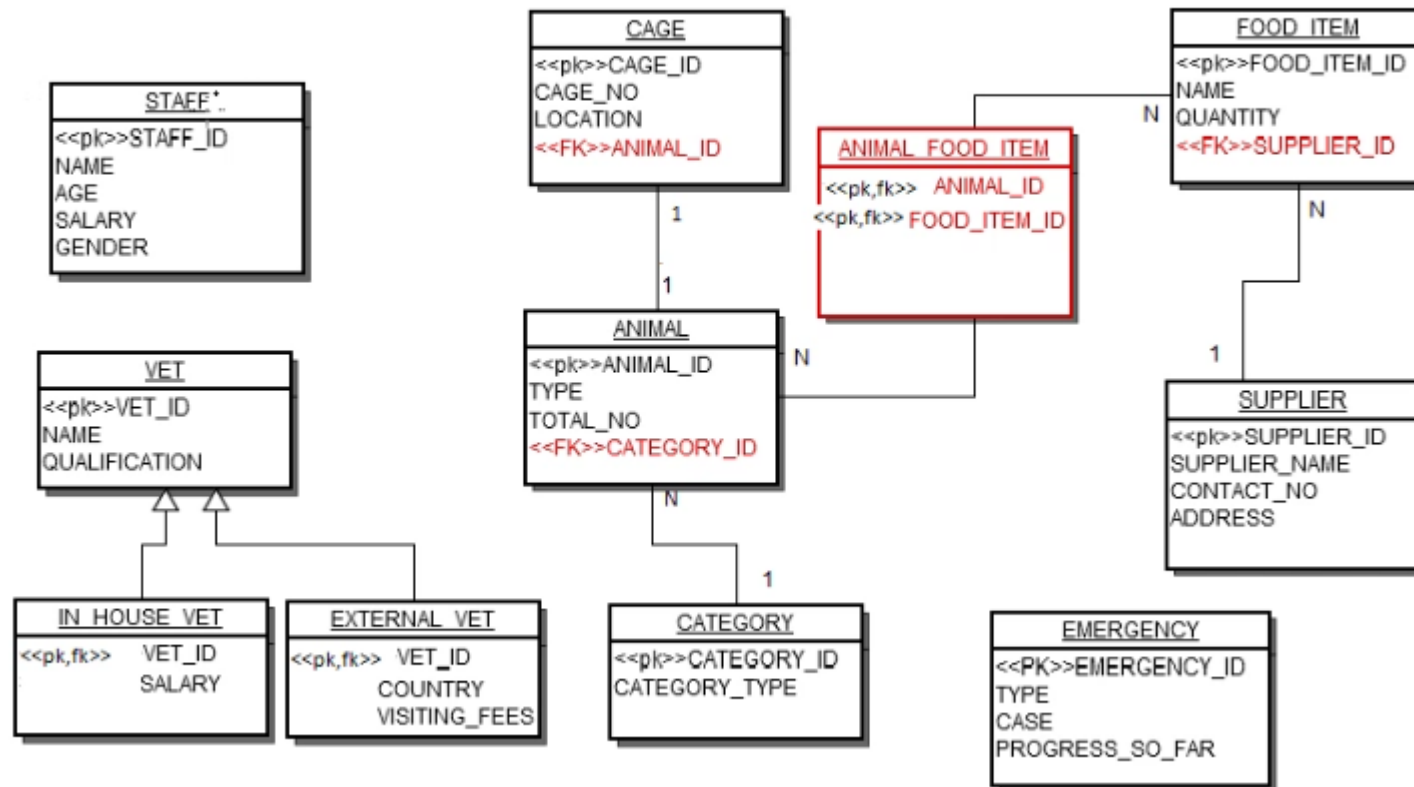 STAFF
<<pk>>STAFF_ID
NAME
AGE
SALARY
GENDER
CAGE
<<pk>>CAGE_ID
CAGE_NO
LOCATION
<<FK>>ANIMAL_ID
1
1
ANIMAL_FOOD_ITEM
<<pk,fk>> ANIMAL_ID
<<pk,fk>> FOOD_ITEM_ID
FOOD_ITEM
<<pk>>FOOD_ITEM_ID
NAME
QUANTITY
<<FK>>SUPPLIER_ID
N
N
1
VET
<<pk>>VET_ID
NAME
QUALIFICATION
ANIMAL
<<pk>>ANIMAL_ID
TYPE
TOTAL_NO
<<FK>>CATEGORY_ID
N
N
1
SUPPLIER
<<pk>>SUPPLIER_ID
SUPPLIER_NAME
CONTACT_NO
ADDRESS
IN_HOUSE_VET
<<pk,fk>> VET_ID
SALARY
EXTERNAL_VET
<<pk,fk>> VET_ID
COUNTRY
VISITING_FEES
CATEGORY
<<pk>>CATEGORY_ID
CATEGORY_TYPE
EMERGENCY
<<PK>>EMERGENCY_ID
TYPE
CASE
PROGRESS_SO_FAR